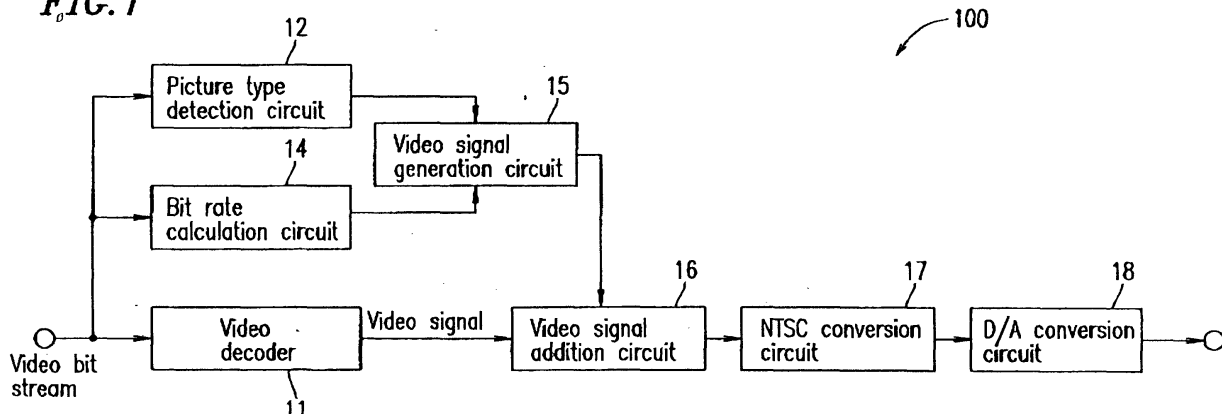 FIG. 1
100
12
Picture type
detection circuit
15
Video signal
generation circuit
14
Bit rate
calculation circuit
16
17
18
Video bit
stream
Video
decoder
11
Video signal
Video signal
addition circuit
NTSC conversion
circuit
D/A conversion
circuit